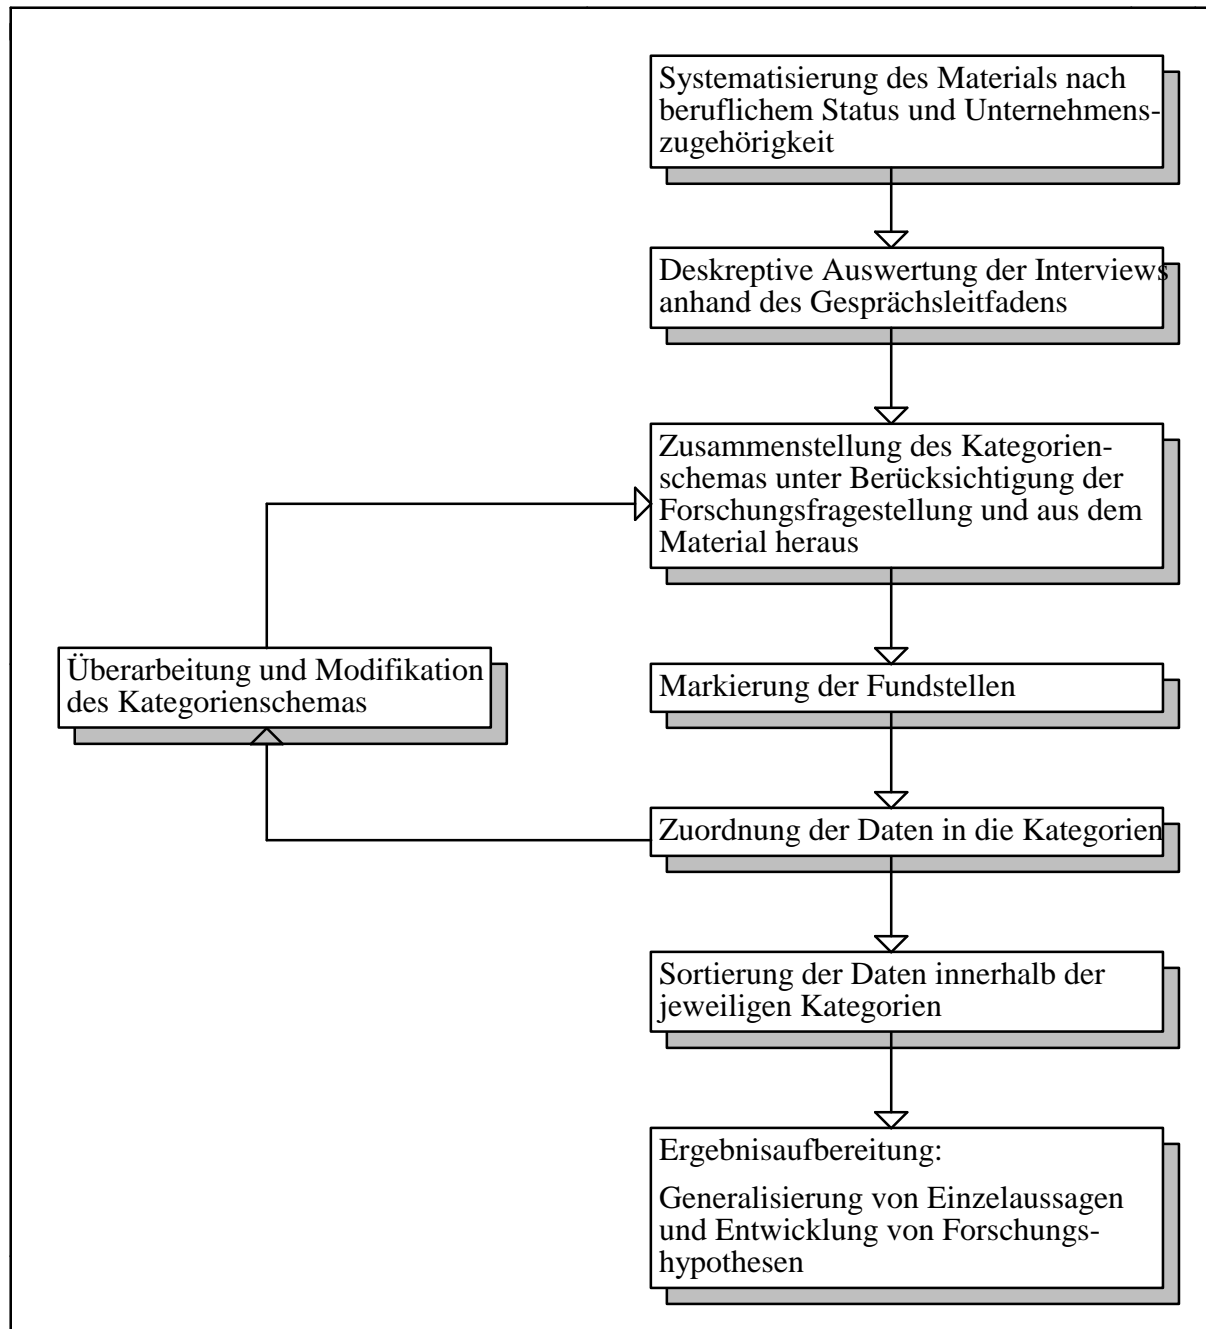 Systematisierung des Materials nach
beruflichem Status und Unternehmens-
zugehörigkeit
Deskreptive Auswertung der Interviews
anhand des Gesprächsleitfadens
Zusammenstellung des Kategorien-
schemas unter Berücksichtigung der
Forschungsfragestellung und aus dem
Material heraus
Überarbeitung und Modifikation
des Kategorienschemas
Markierung der Fundstellen
Zuordnung der Daten in die Kategorien
Sortierung der Daten innerhalb der
jeweiligen Kategorien
Ergebnisaufbereitung:
Generalisierung von Einzelaussagen
und Entwicklung von Forschungs-
hypothesen